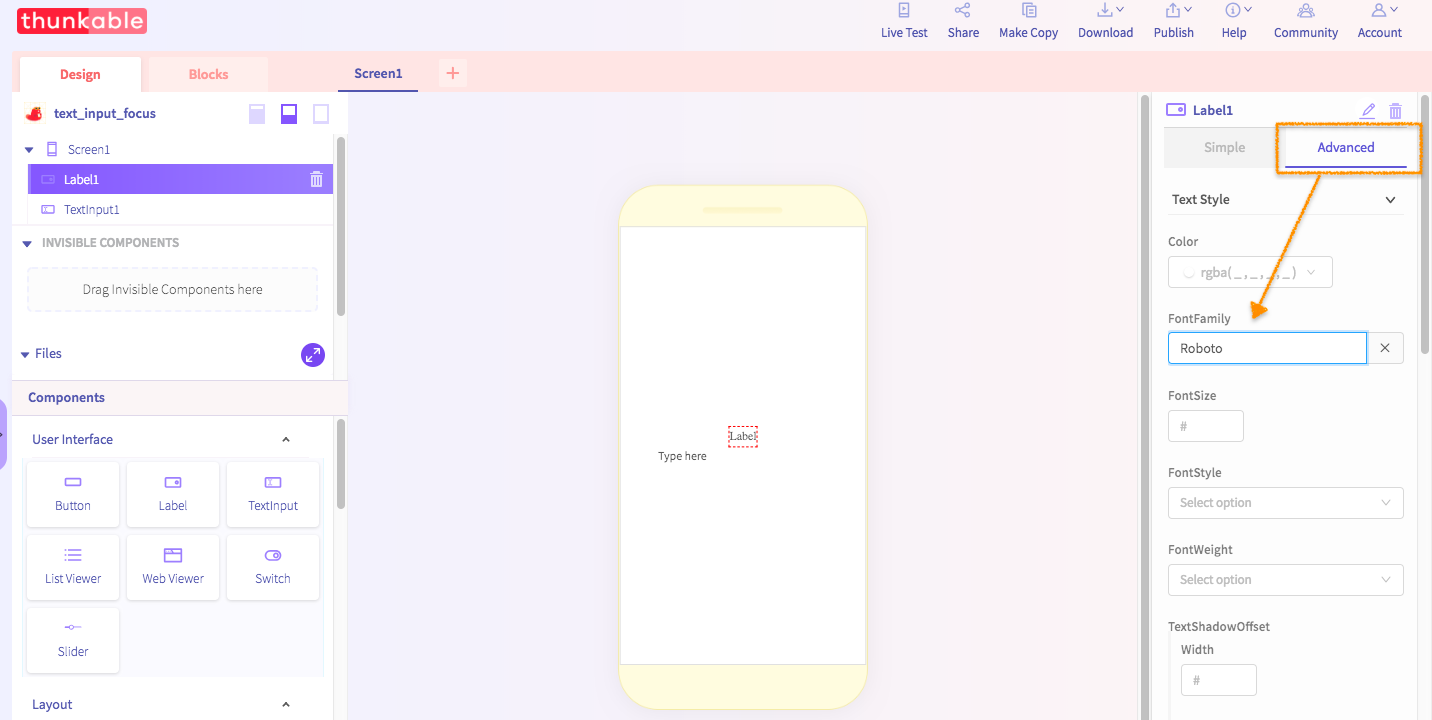 thunkable
Live Test
Share
Make Copy
Download
Publish
Help
Community
Account
Design
Blocks
Screen1
+
text_input_focus
Screen1
Label1
TextInput1
INVISIBLE COMPONENTS
Drag Invisible Components here
Files
Components
User Interface
Button
Label
TextInput
List Viewer
Web Viewer
Switch
Slider
Layout
Label
Type here
Label1
Simple
Advanced
Text Style
Color
rgba( _ , _ , _ , _ )
FontFamily
Roboto
FontSize
#
FontStyle
Select option
FontWeight
Select option
TextShadowOffset
Width
#